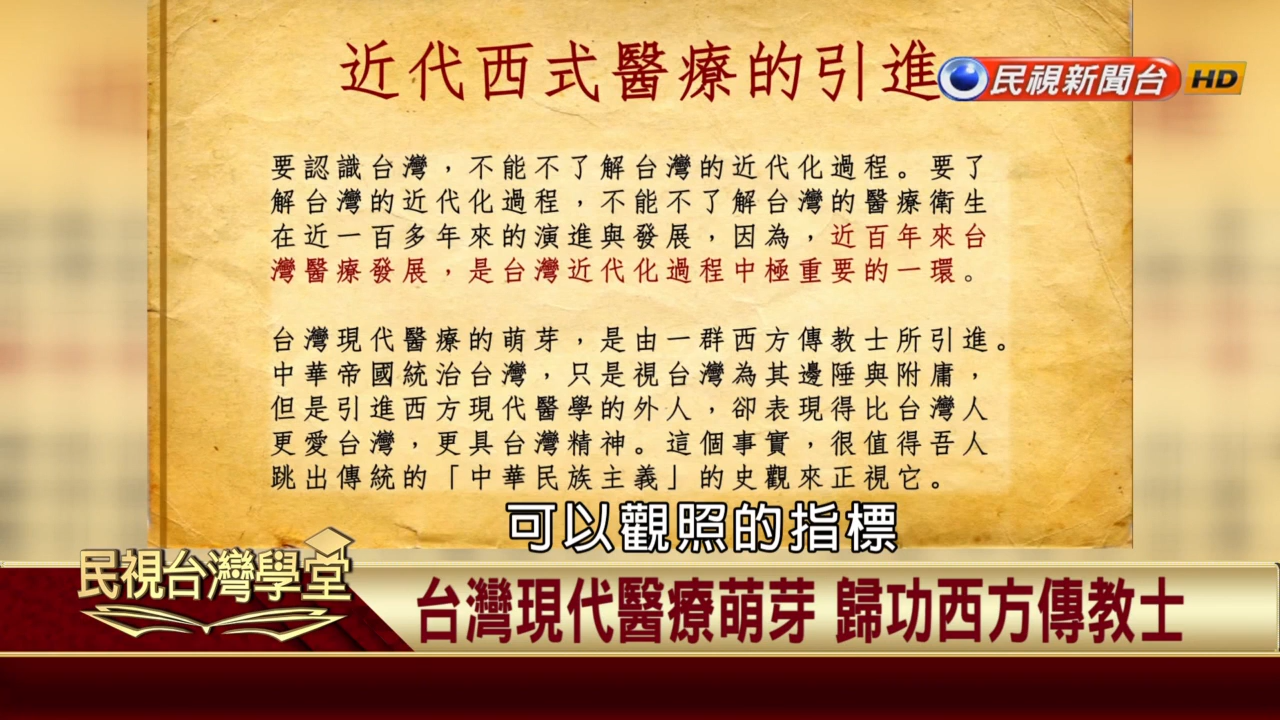 近代西式醫療的引進
民視新聞台 HD
要認識台灣，不能不了解台灣的近代化過程。要了
解台灣的近代化過程，不能不了解台灣的醫療衛生
在近一百多年來的演進與發展，因為，近百年來台
灣醫療發展，是台灣近代化過程中極重要的一環。
台灣現代醫療的萌芽，是由一群西方傳教士所引進。
中華帝國統治台灣，只是視台灣為其邊陲與附庸，
但是引進西方現代醫學的外人，卻表現得比台灣人
更愛台灣，更具台灣精神。這個事實，很值得吾人
跳出傳統的「中華民族主義」的史觀來正視它。
可以觀照的指標
民視台灣學堂
台灣現代醫療萌芽 歸功西方傳教士